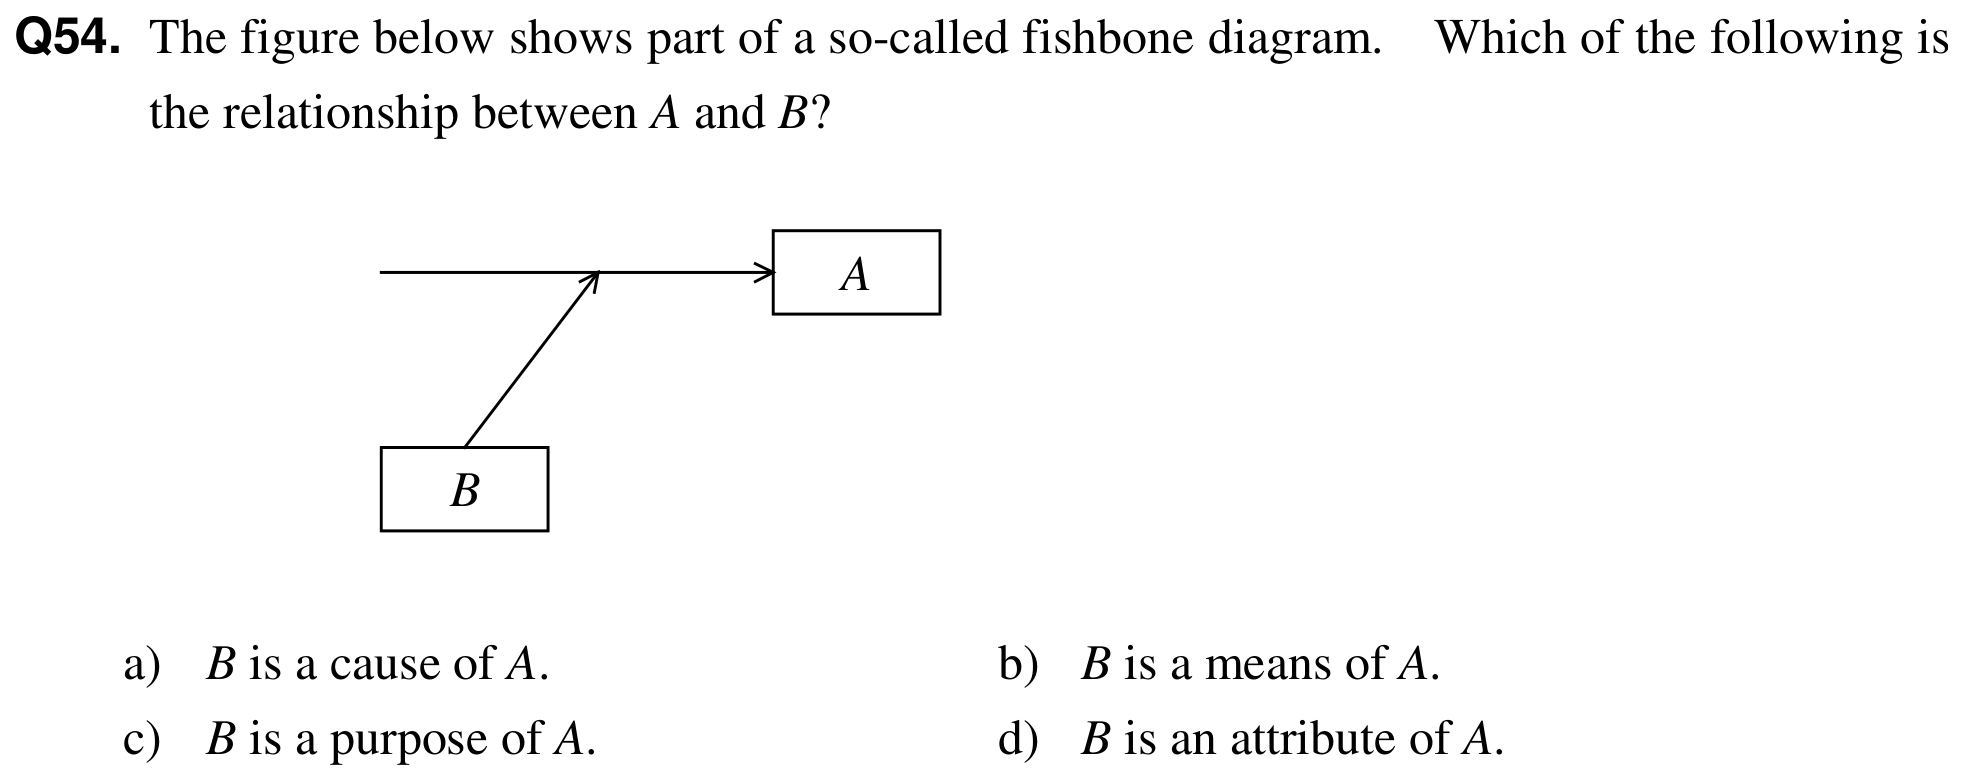 Q54. The figure below shows part of a so-called fishbone diagram. Which of the following is
the relationship between A and B?
A
B
a) B is a cause of A. b) B is a means of A.
c) B is a purpose of A. d) B is an attribute of A.